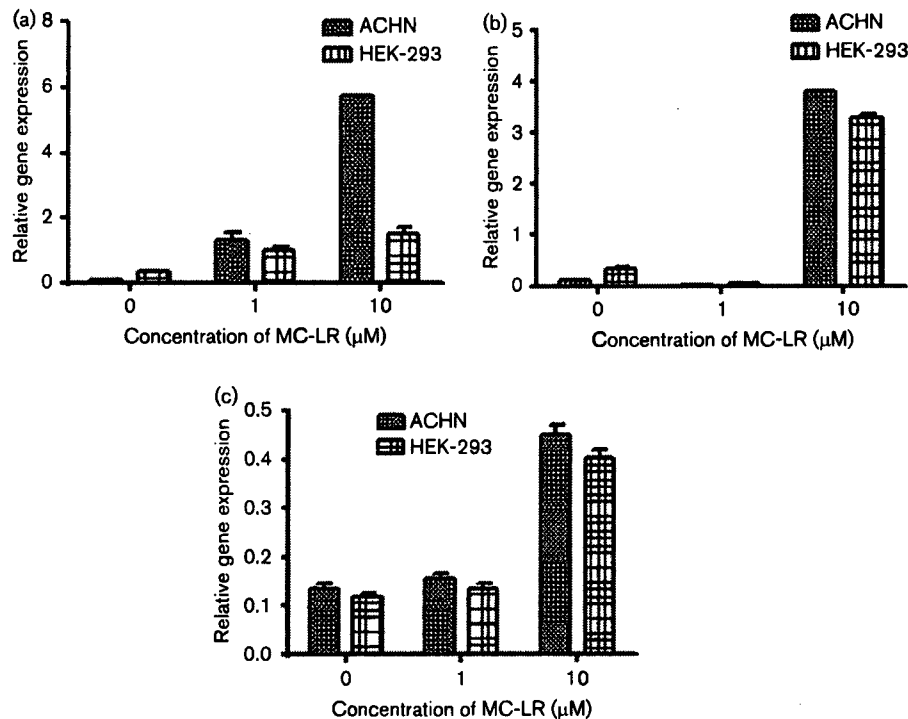 (a)
8
6
4
2
0
Relative gene expression
ACHN
HEK-293
0 1 10
Concentration of MC-LR (μM)
(b)
5
4
3
2
1
0
Relative gene expression
ACHN
HEK-293
0 1 10
Concentration of MC-LR (μM)
(c)
0.5
0.4
0.3
0.2
0.1
0.0
Relative gene expression
ACHN
HEK-293
0 1 10
Concentration of MC-LR (μM)